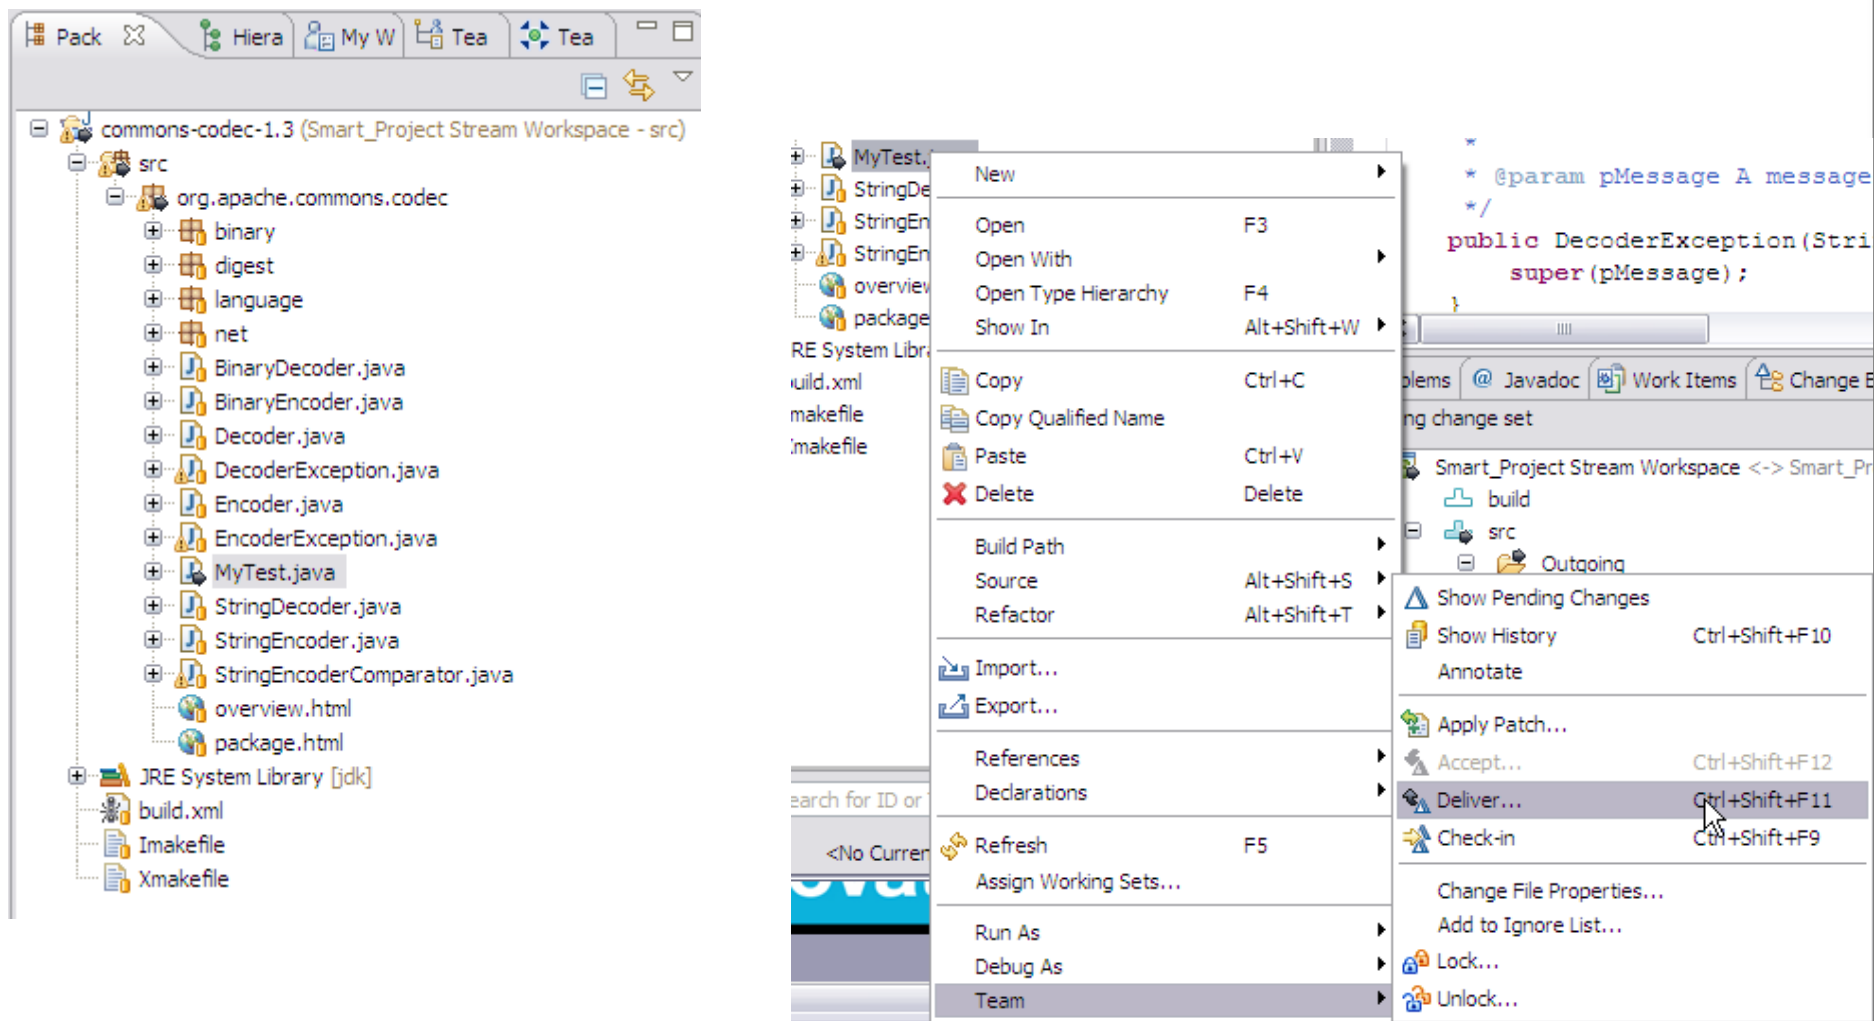 Pack
Hiera
My W
Tea
Tea
commons-codec-1.3 (Smart_Project Stream Workspace - src)
src
org.apache.commons.codec
binary
digest
language
net
BinaryDecoder.java
BinaryEncoder.java
Decoder.java
DecoderException.java
Encoder.java
EncoderException.java
MyTest.java
StringDecoder.java
StringEncoder.java
StringEncoderComparator.java
overview.html
package.html
JRE System Library [jdk]
build.xml
Imakefile
Xmakefile
MyTest.
StringDe
StringEn
StringEn
overview
package
RE System Libr
uild.xml
makefile
makefile
earch for ID or
<No Curren
New
Open F3
Open With
Open Type Hierarchy F4
Show In Alt+Shift+W
Copy Ctrl+C
Copy Qualified Name
Paste Ctrl+V
Delete Delete
Build Path
Source Alt+Shift+S
Refactor Alt+Shift+T
Import...
Export...
References
Declarations
Refresh F5
Assign Working Sets...
Run As
Debug As
Team
*
* @param pMessage A message
*/
public DecoderException(Stri
super(pMessage);
}
blems
@ Javadoc
Work Items
Change E
ng change set
Smart_Project Stream Workspace <-> Smart_Pr
build
src
Outgoing
Show Pending Changes
Show History Ctrl+Shift+F10
Annotate
Apply Patch...
Accept... Ctrl+Shift+F12
Deliver... Ctrl+Shift+F11
Check-in Ctrl+Shift+F9
Change File Properties...
Add to Ignore List...
Lock...
Unlock...